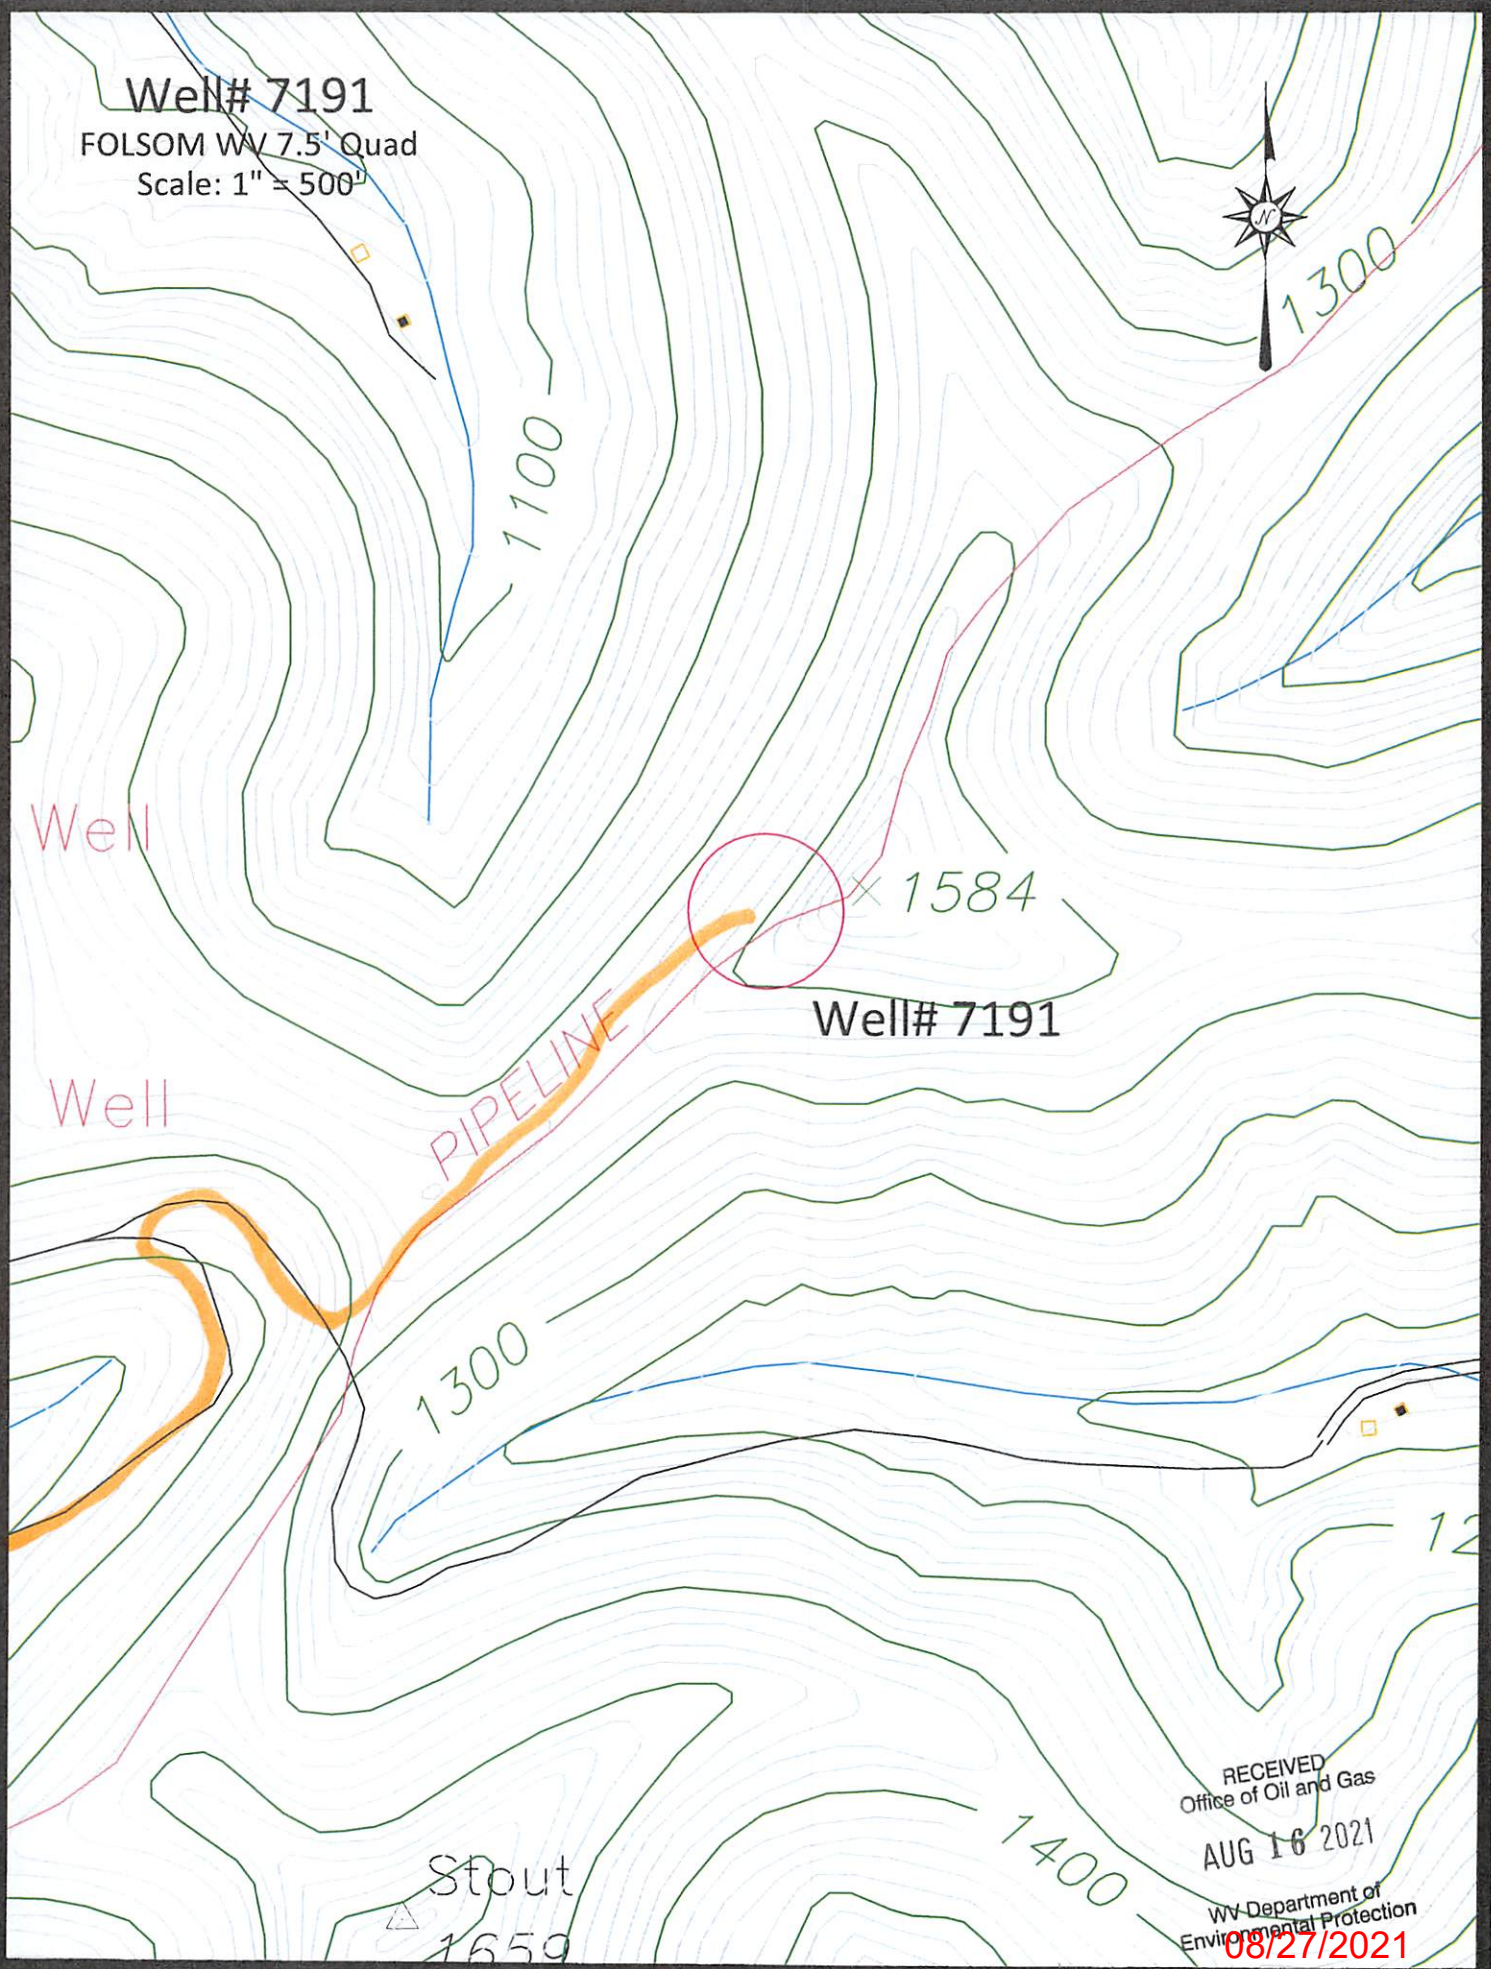 Well# 7191
FOLSOM WV 7.5' Quad
Scale: 1" = 500'
N
1300
1100
Well
1584
Well# 7191
PIPELINE
Well
1300
12
RECEIVED
Office of Oil and Gas
AUG 16 2021
1400
Stout
1659
WV Department of
Environmental Protection
08/27/2021